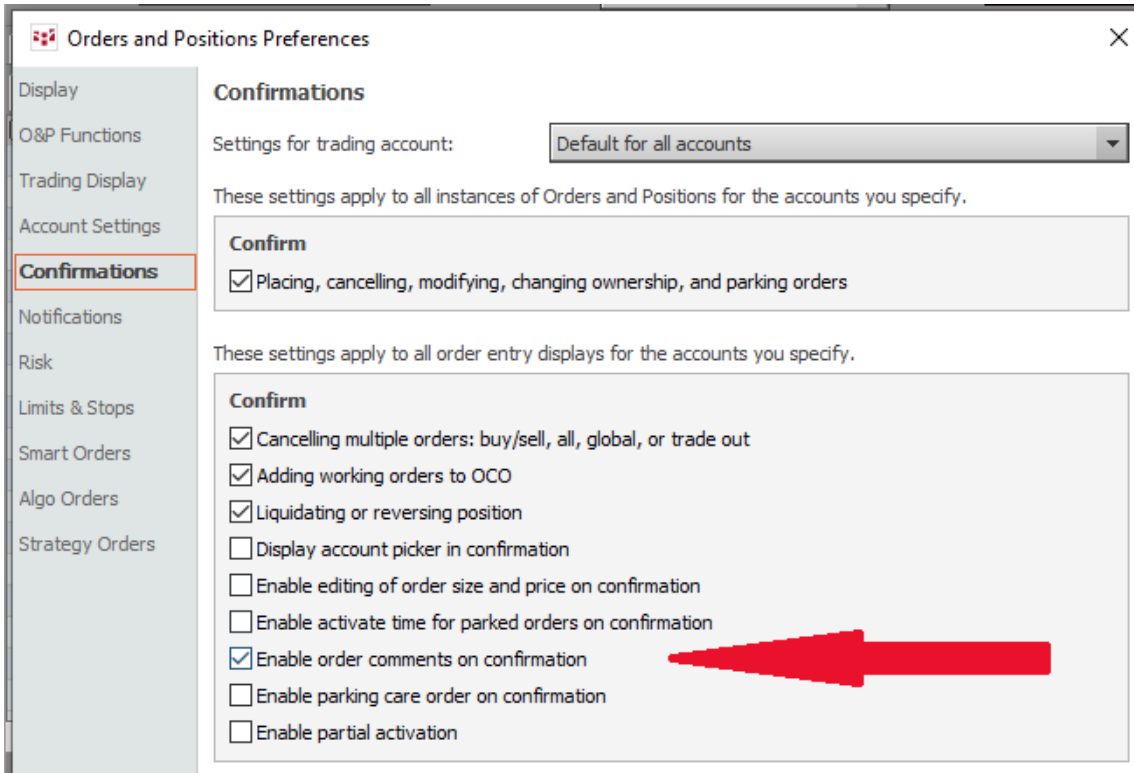 Orders and Positions Preferences
Display
O&P Functions
Trading Display
Account Settings
Confirmations
Notifications
Risk
Limits & Stops
Smart Orders
Algo Orders
Strategy Orders
Confirmations
Settings for trading account: Default for all accounts
These settings apply to all instances of Orders and Positions for the accounts you specify.
Confirm
Placing, cancelling, modifying, changing ownership, and parking orders
These settings apply to all order entry displays for the accounts you specify.
Confirm
Cancelling multiple orders: buy/sell, all, global, or trade out
Adding working orders to OCO
Liquidating or reversing position
Display account picker in confirmation
Enable editing of order size and price on confirmation
Enable activate time for parked orders on confirmation
Enable order comments on confirmation
Enable parking care order on confirmation
Enable partial activation